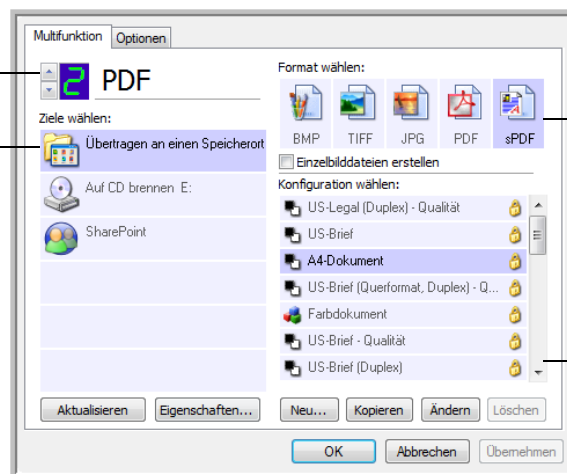 Multifunktion
Optionen
2 PDF
Ziele wählen:
Übertragen an einen Speicherort
Auf CD brennen E:
SharePoint
Aktualisieren
Eigenschaften...
Format wählen:
BMP
TIFF
JPG
PDF
sPDF
Einzelbilddateien erstellen
Konfiguration wählen:
US-Legal (Duplex) - Qualität
US-Brief
A4-Dokument
US-Brief (Querformat, Duplex) - Q...
Farbdokument
US-Brief - Qualität
US-Brief (Duplex)
Neu...
Kopieren
Ändern
Löschen
OK
Abbrechen
Übernehmen